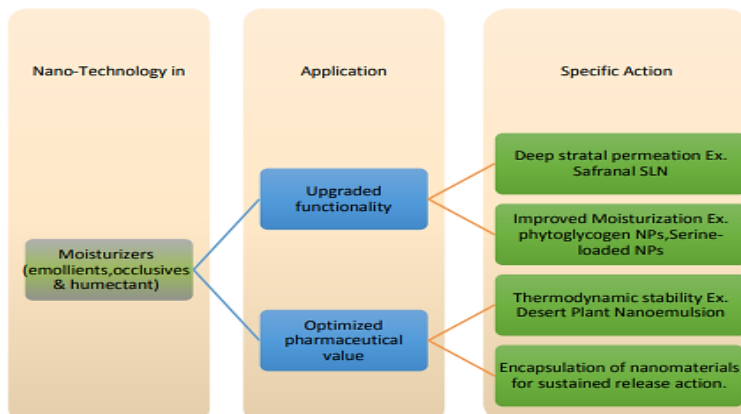 Nano-Technology in
Application
Specific Action
Moisturizers
(emollients,occlusives
& humectant)
Upgraded
functionality
Optimized
pharmaceutical
value
Deep stratal permeation Ex.
Safranal SLN
Improved Moisturization Ex.
phytoglycogen NPs,Serine-
loaded NPs
Thermodynamic stability Ex.
Desert Plant Nanoemulsion
Encapsulation of nanomaterials
for sustained release action.